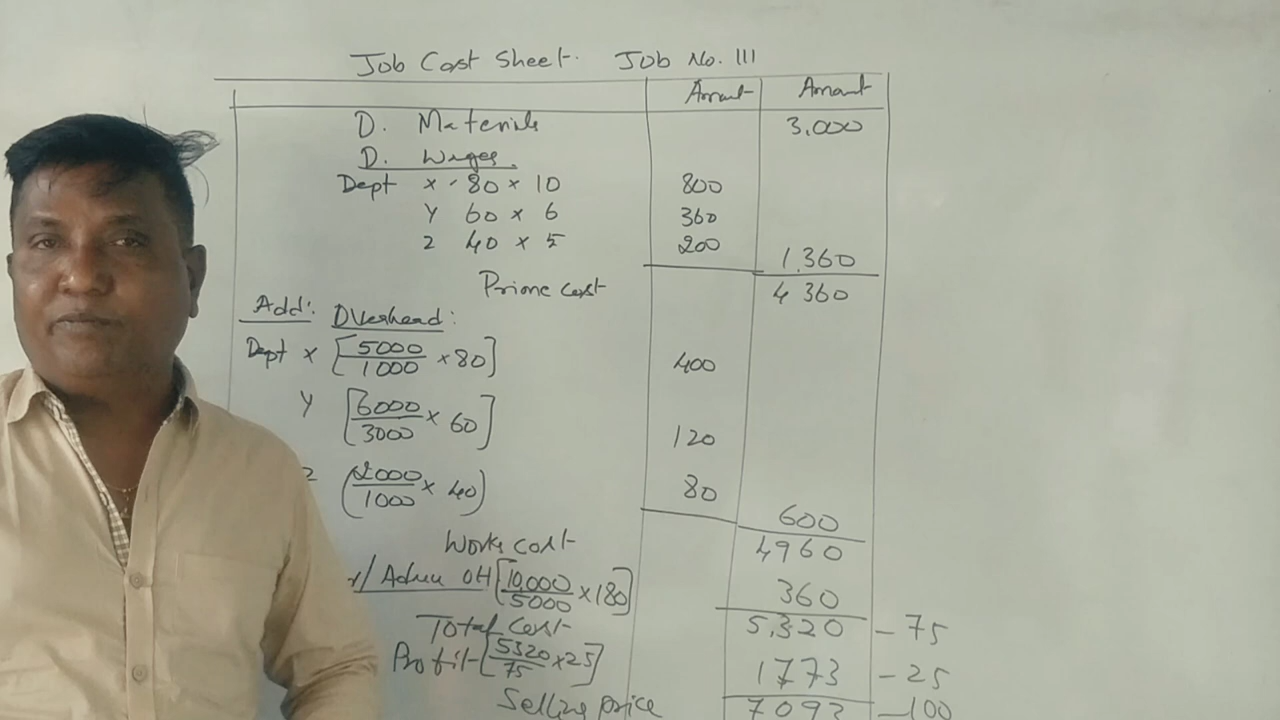 Job Cost Sheet. Job No. 111
Amount Amount
D. Materials 3,000
D. Wages
Dept X - 80 × 10 800
Y 60 × 6 360
Z 40 × 5 200 1,360
Prime Cost 4360
Add: Overhead:
Dept X [5000/1000 × 80] 400
Y [6000/3000 × 60] 120
Z (2000/1000 × 40) 80
600
Works cost 4960
Admn OH [10,000/5000 × 180] 360
Total Cost 5,320 - 75
Profit [5320/75 × 25] 1773 - 25
Selling price 7093 - 100